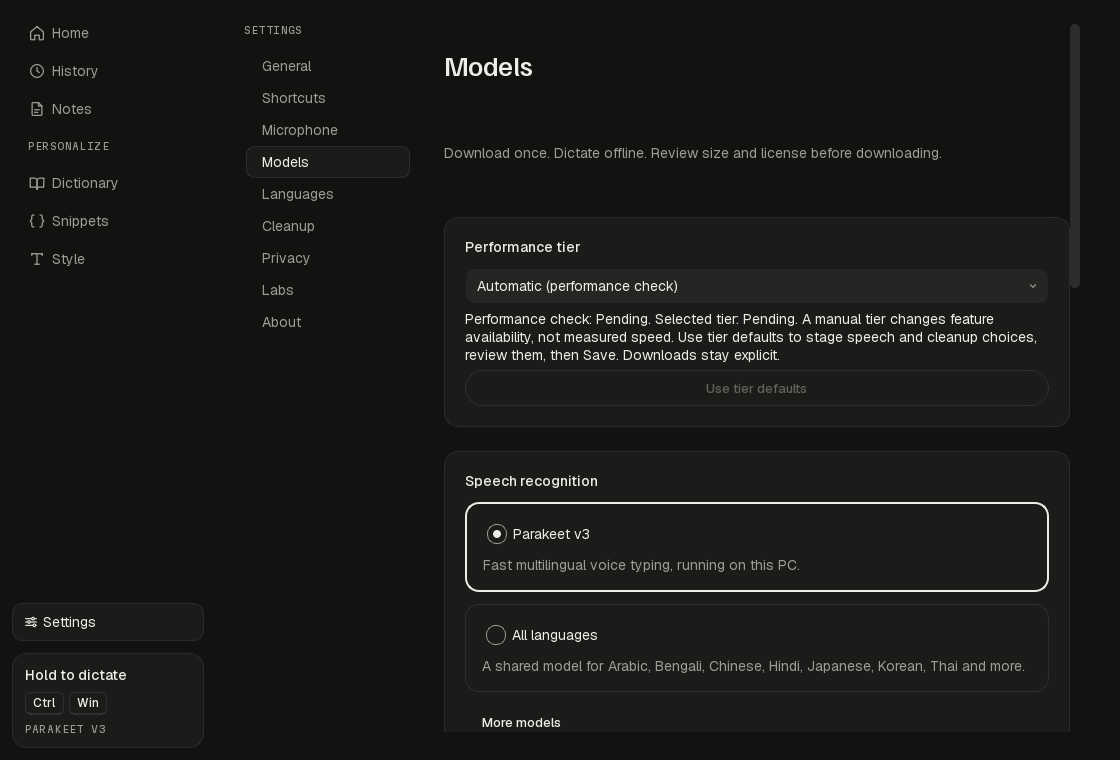 Home
History
Notes
PERSONALIZE
Dictionary
Snippets
Style
Settings
Hold to dictate
Ctrl Win
PARAKEET V3
SETTINGS
General
Shortcuts
Microphone
Models
Languages
Cleanup
Privacy
Labs
About
Models
Download once. Dictate offline. Review size and license before downloading.
Performance tier
Automatic (performance check)
Performance check: Pending. Selected tier: Pending. A manual tier changes feature
availability, not measured speed. Use tier defaults to stage speech and cleanup choices,
review them, then Save. Downloads stay explicit.
Use tier defaults
Speech recognition
Parakeet v3
Fast multilingual voice typing, running on this PC.
All languages
A shared model for Arabic, Bengali, Chinese, Hindi, Japanese, Korean, Thai and more.
More models